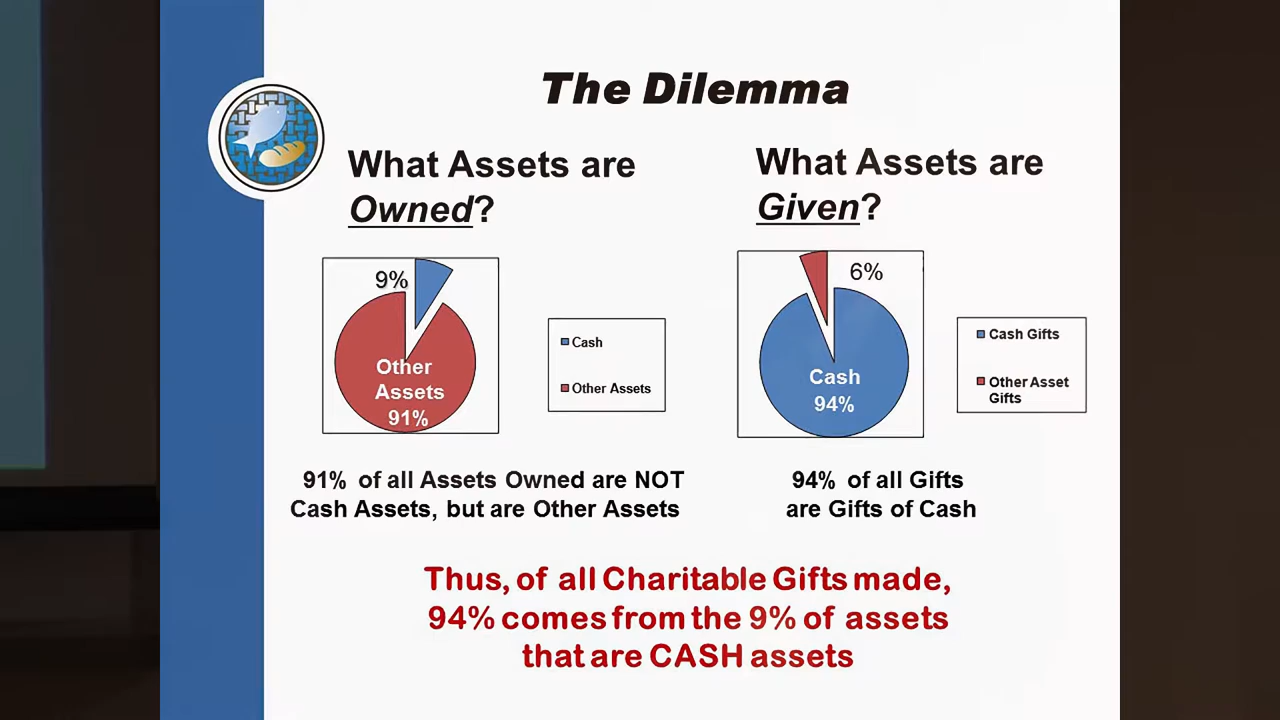 The Dilemma
What Assets are
Owned?
9%
Other
Assets
91%
Cash
Other Assets
91% of all Assets Owned are NOT
Cash Assets, but are Other Assets
What Assets are
Given?
6%
Cash
94%
Cash Gifts
Other Asset
Gifts
94% of all Gifts
are Gifts of Cash
Thus, of all Charitable Gifts made,
94% comes from the 9% of assets
that are CASH assets